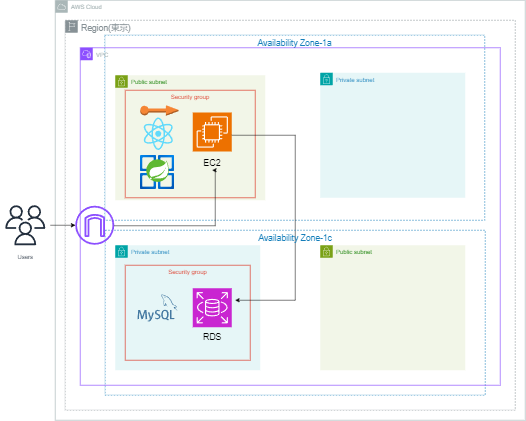 AWS Cloud
Region(東京)
Availability Zone-1a
VPC
Public subnet
Private subnet
Security group
EC2
Users
Availability Zone-1c
Private subnet
Public subnet
Security group
MySQL
RDS